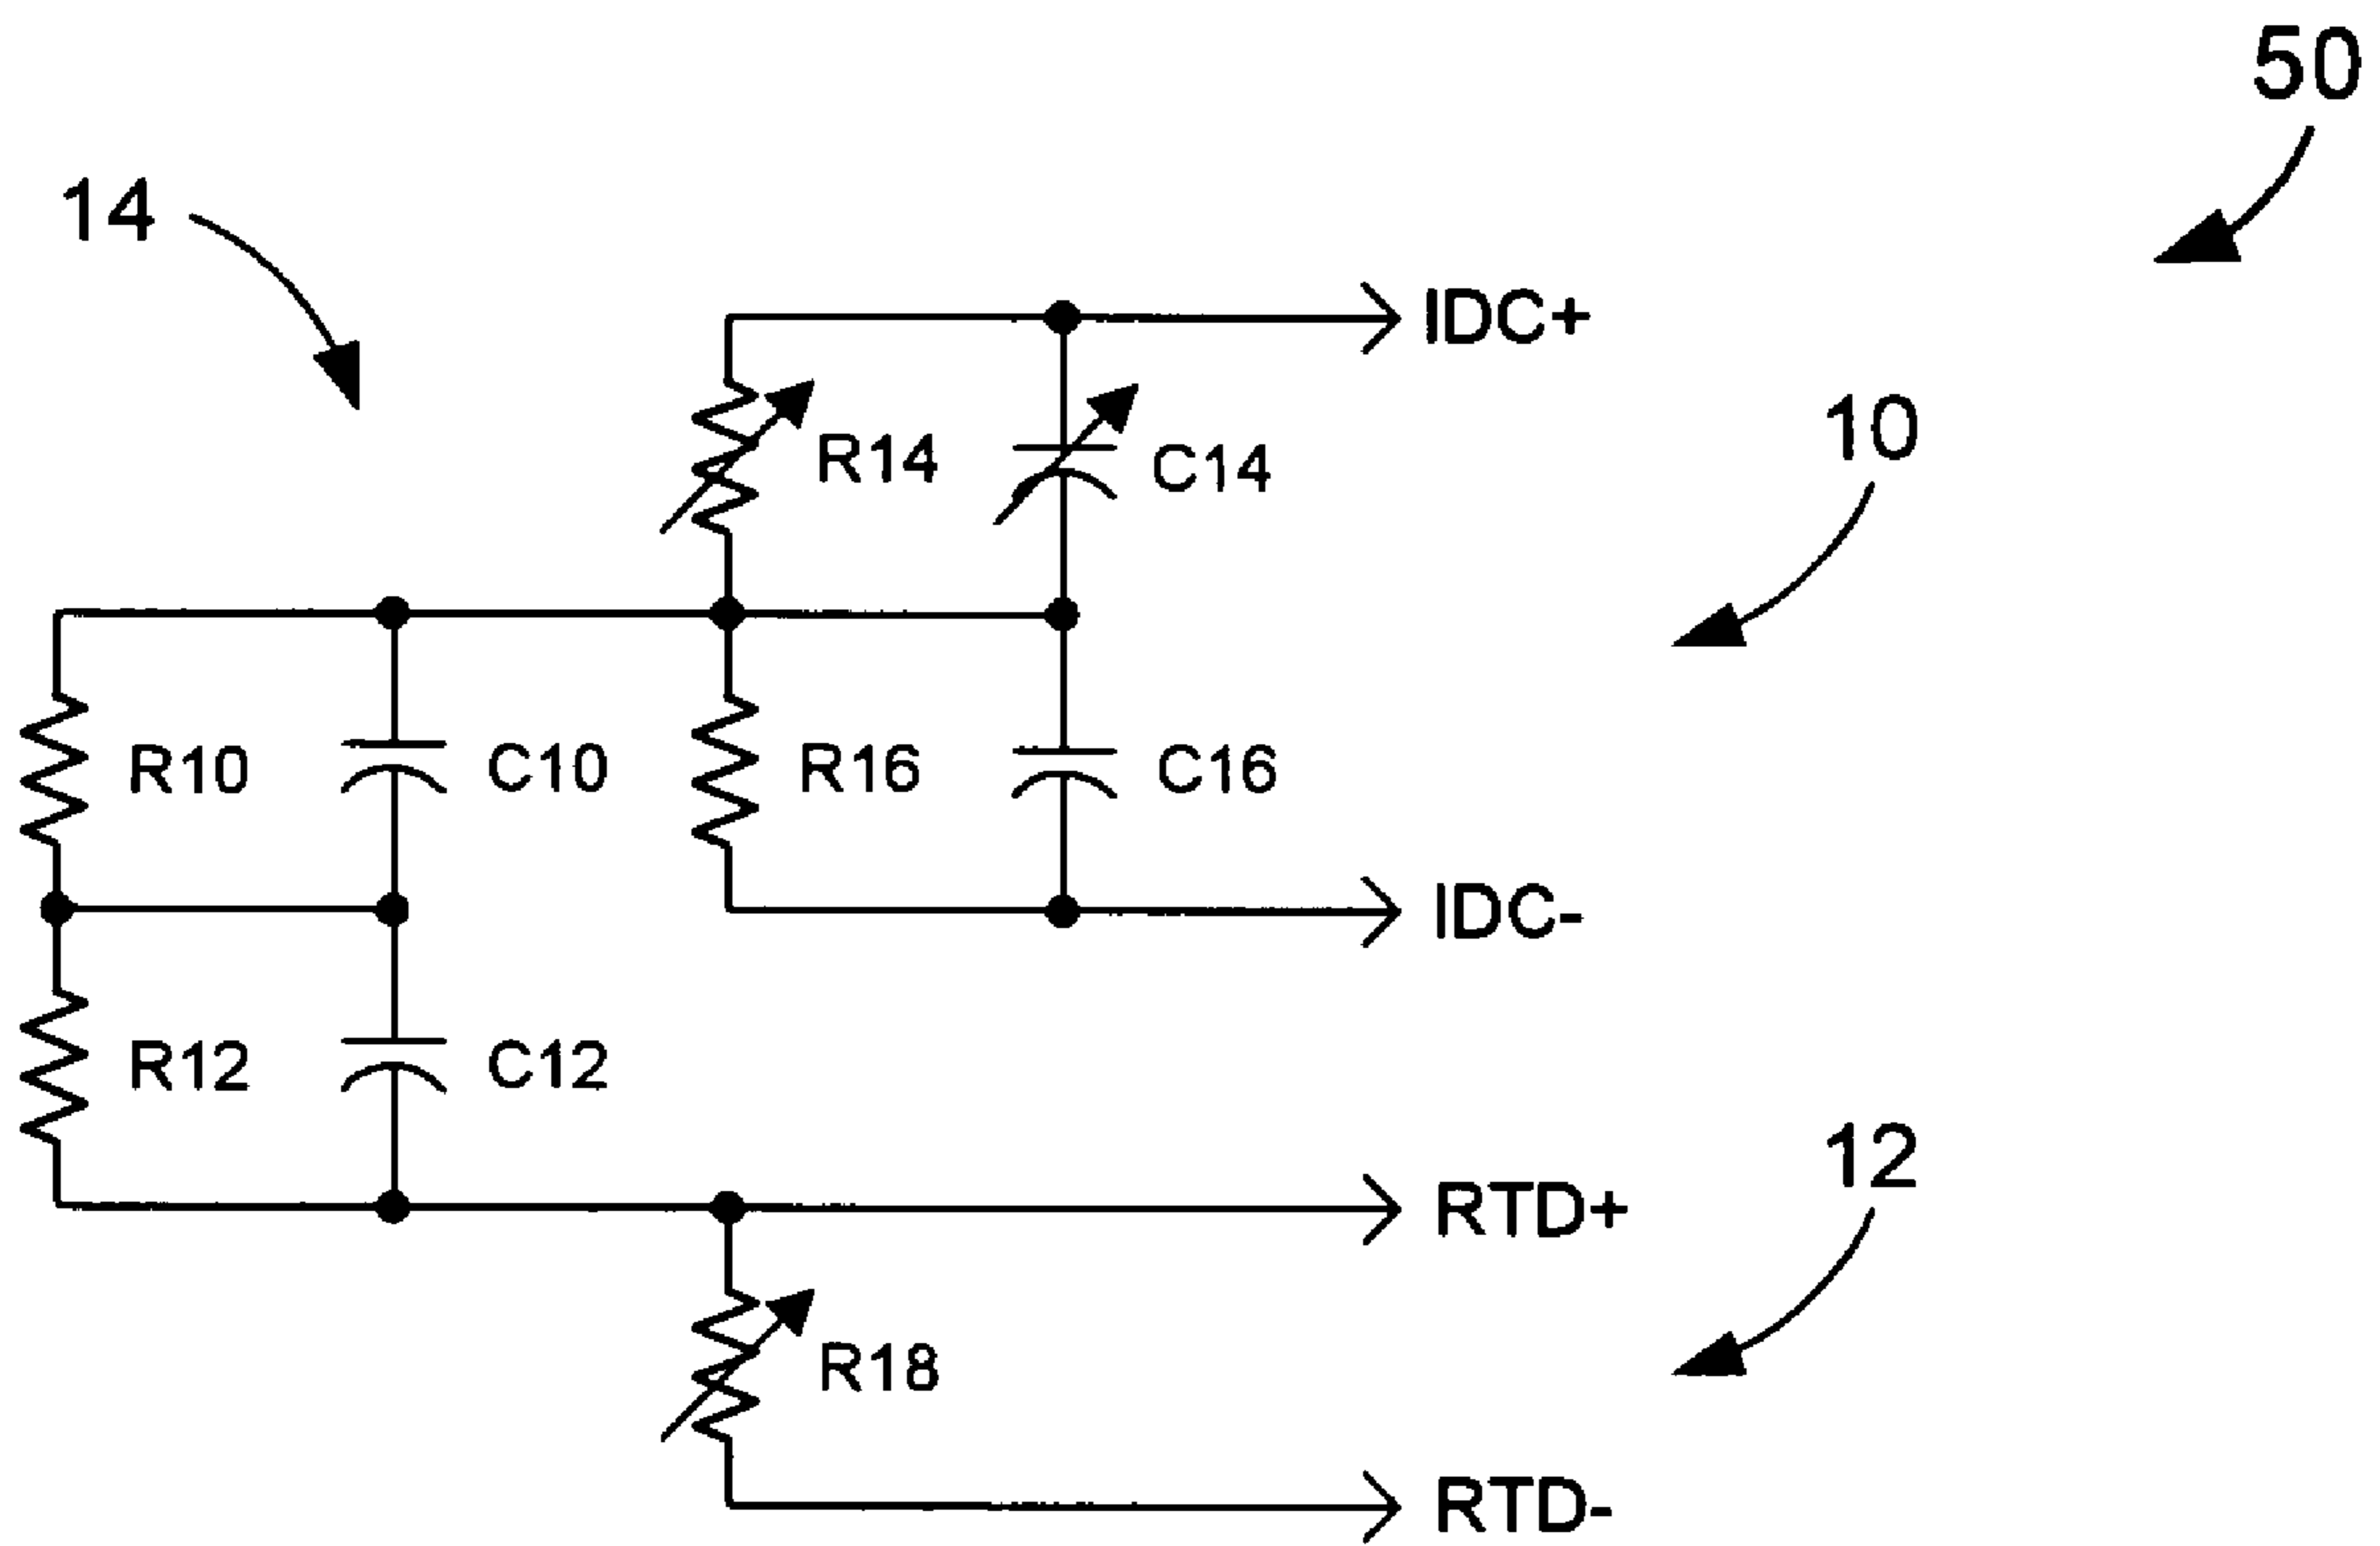 50
14
IDC+
10
R14
C14
R10
C10
R16
C16
IDC-
R12
C12
12
RTD+
R18
RTD-